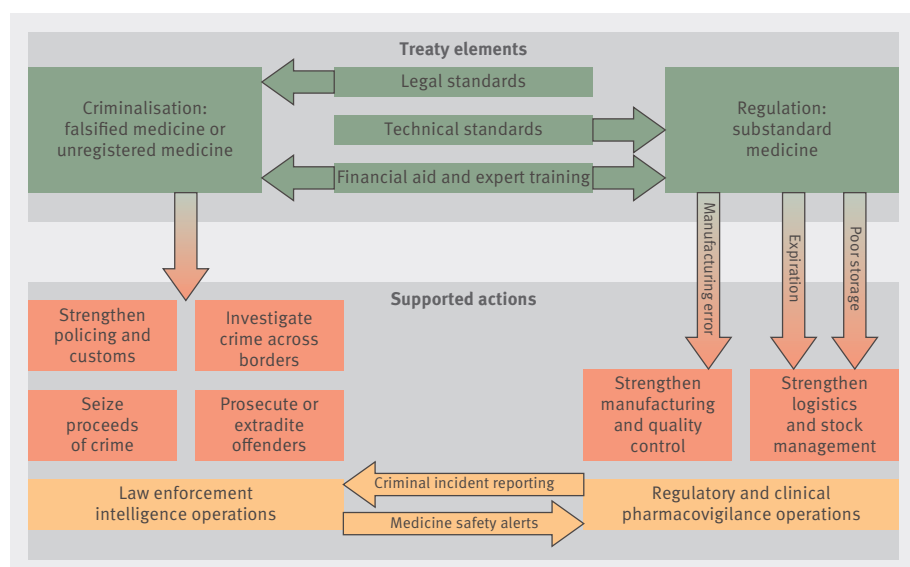 Treaty elements
Criminalisation:
falsified medicine or
unregistered medicine
Legal standards
Technical standards
Financial aid and expert training
Regulation:
substandard
medicine
Manufacturing error
Expiration
Poor storage
Supported actions
Strengthen
policing and
customs
Investigate
crime across
borders
Seize
proceeds
of crime
Prosecute or
extradite
offenders
Strengthen
manufacturing
and quality
control
Strengthen
logistics
and stock
management
Law enforcement
intelligence operations
Criminal incident reporting
Medicine safety alerts
Regulatory and clinical
pharmacovigilance operations